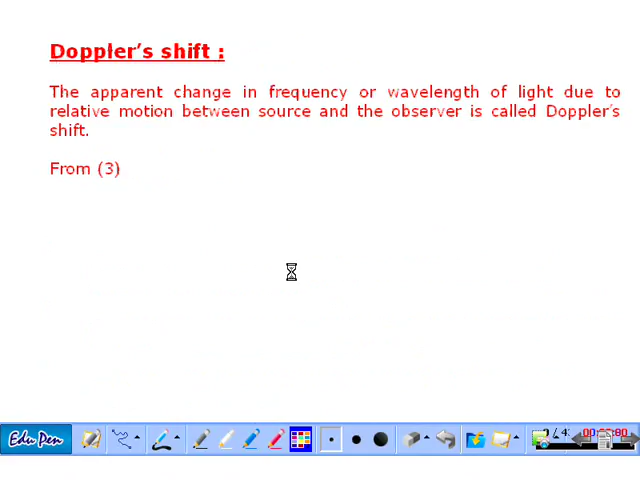 Doppler's shift :
The apparent change in frequency or wavelength of light due to
relative motion between source and the observer is called Doppler's
shift.
From (3)
Edu Pen